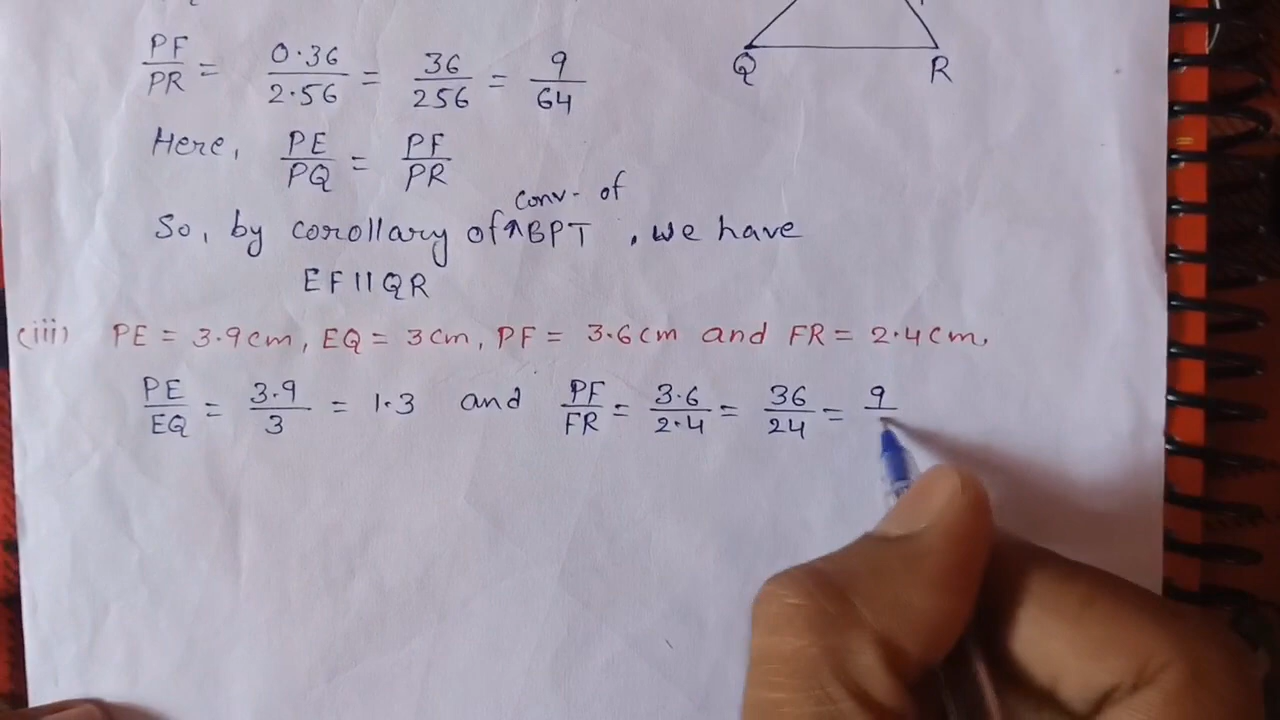 PF/PR = 0.36/2.56 = 36/256 = 9/64
Q R
Here, PE/PQ = PF/PR
So, by corollary of ^conv. of BPT, we have
EF || QR
(iii) PE = 3.9cm, EQ = 3cm, PF = 3.6cm and FR = 2.4cm.
PE/EQ = 3.9/3 = 1.3 and PF/FR = 3.6/2.4 = 36/24 = 9/